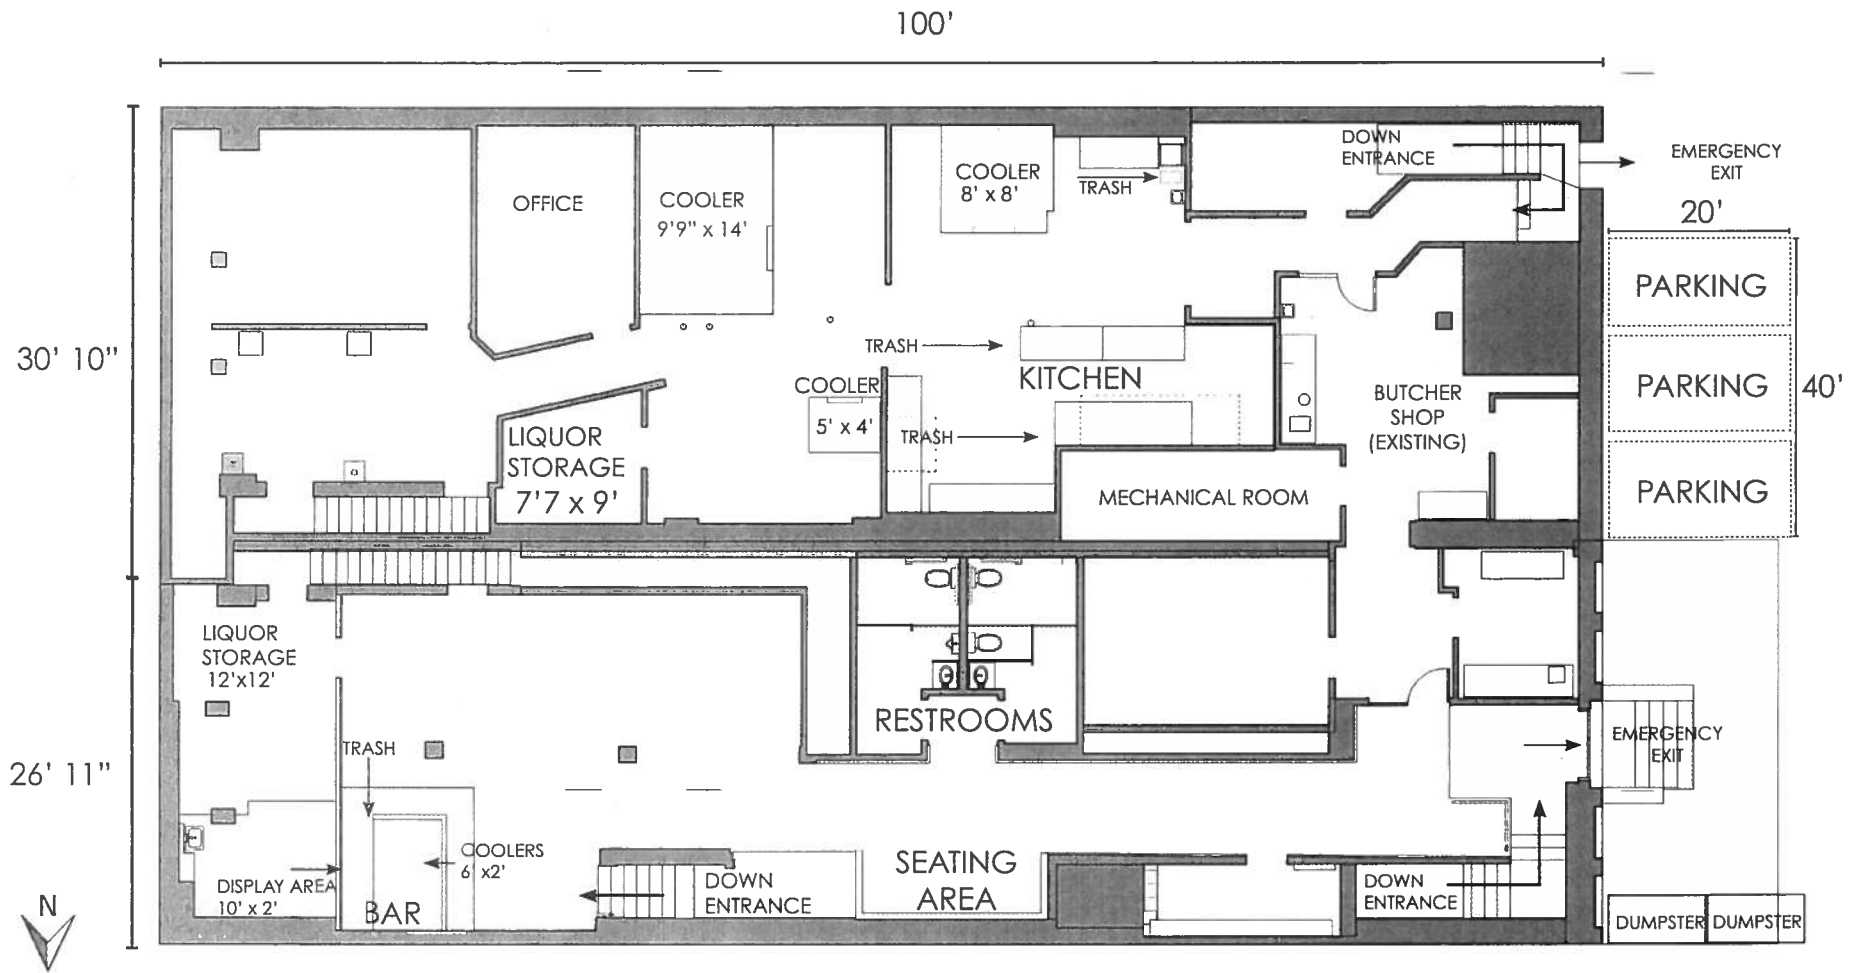 100'
DOWN
ENTRANCE
EMERGENCY
EXIT
COOLER
8' x 8'
TRASH
OFFICE
COOLER
9'9" x 14'
20'
PARKING
30' 10"
TRASH
KITCHEN
COOLER
5' x 4'
PARKING
40'
BUTCHER
SHOP
(EXISTING)
TRASH
LIQUOR
STORAGE
7'7 x 9'
MECHANICAL ROOM
PARKING
LIQUOR
STORAGE
12'x12'
RESTROOMS
EMERGENCY
EXIT
TRASH
26' 11"
COOLERS
6' x2'
SEATING
AREA
DISPLAY AREA
10' x 2'
BAR
DOWN
ENTRANCE
DOWN
ENTRANCE
N
DUMPSTER
DUMPSTER